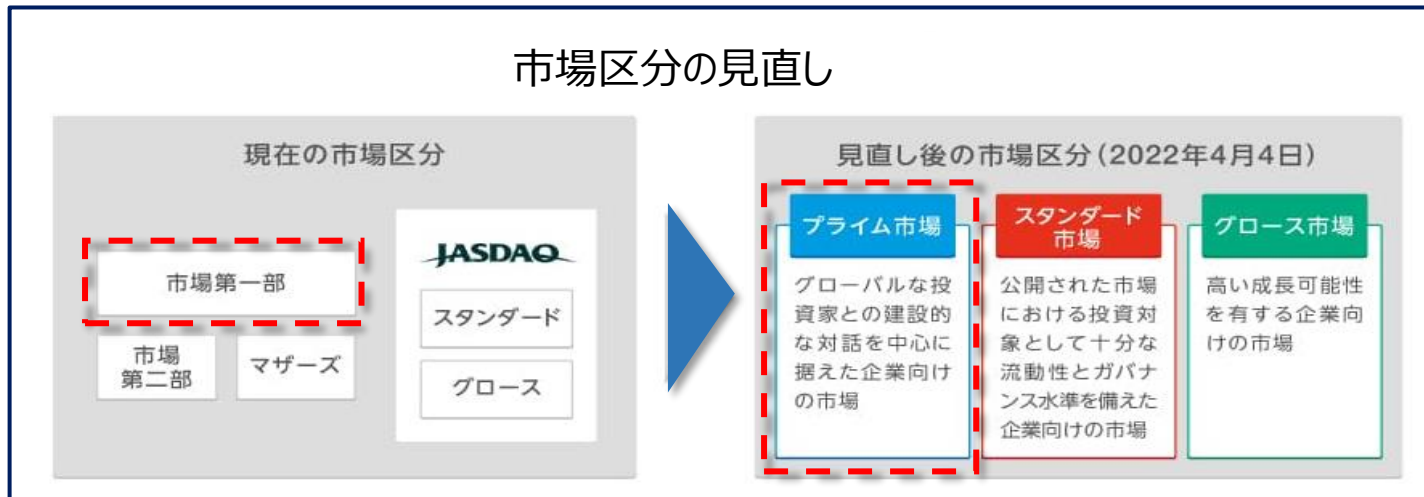 市場区分の見直し
現在の市場区分
市場第一部
市場
第二部
マザーズ
JASDAQ
スタンダード
グロース
見直し後の市場区分(2022年4月4日)
プライム市場
グローバルな投
資家との建設的
な対話を中心に
据えた企業向け
の市場
スタンダード
市場
公開された市場
における投資対
象として十分な
流動性とガバナ
ンス水準を備えた
企業向けの市場
グロース市場
高い成長可能性
を有する企業向
けの市場